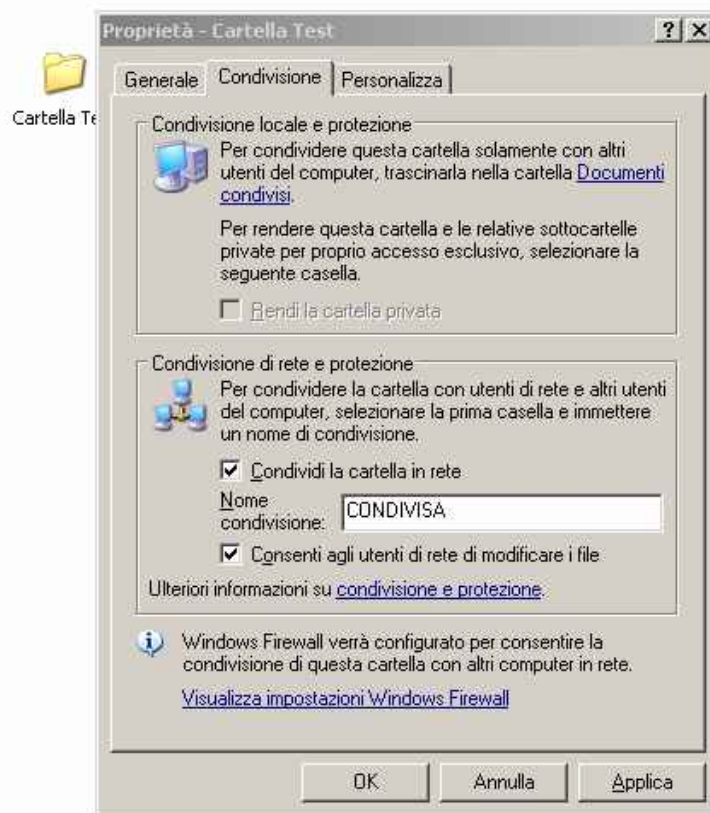 Proprietà - Cartella Test
Cartella Te
Generale
Condivisione
Personalizza
Condivisione locale e protezione
Per condividere questa cartella solamente con altri
utenti del computer, trascinarla nella cartella Documenti
condivisi.
Per rendere questa cartella e le relative sottocartelle
private per proprio accesso esclusivo, selezionare la
seguente casella.
Rendi la cartella privata
Condivisione di rete e protezione
Per condividere la cartella con utenti di rete e altri utenti
del computer, selezionare la prima casella e immettere
un nome di condivisione.
Condividi la cartella in rete
Nome
condivisione:
CONDIVISA
Consenti agli utenti di rete di modificare i file
Ulteriori informazioni su condivisione e protezione.
Windows Firewall verrà configurato per consentire la
condivisione di questa cartella con altri computer in rete.
Visualizza impostazioni Windows Firewall
OK
Annulla
Applica